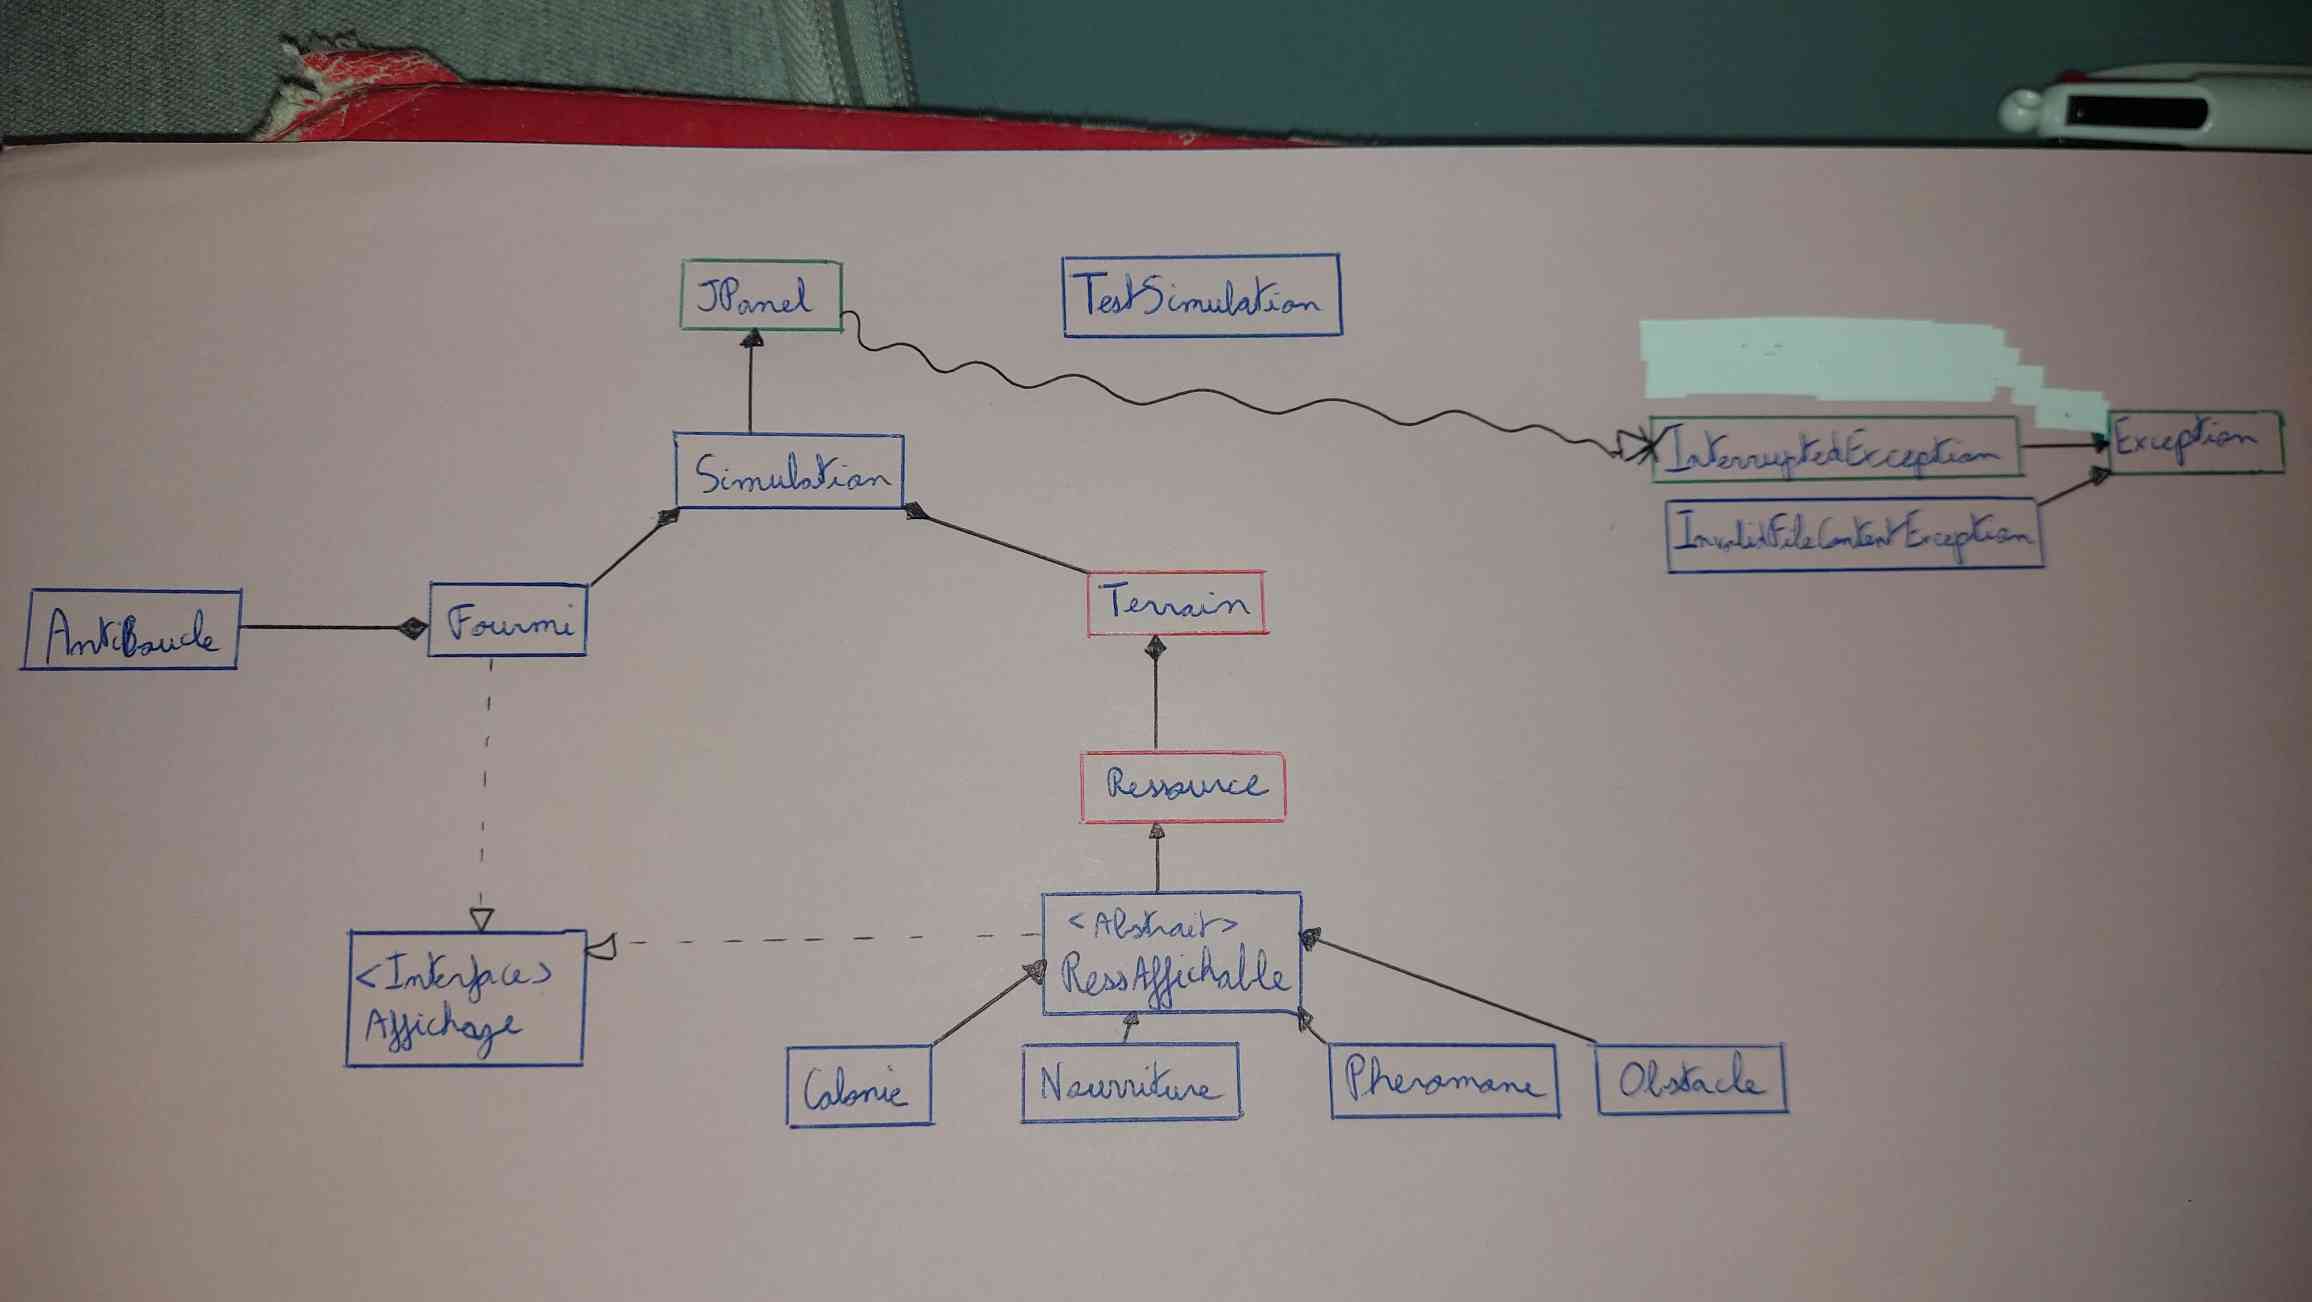 JPanel
TestSimulation
InterruptedException
Exception
Simulation
InvalidFileContentException
Terrain
AntiBoucle
Fourmi
Ressource
<Abstrait>
RessAffichable
<Interface>
Affichage
Colonie
Nourriture
Pheromone
Obstacle